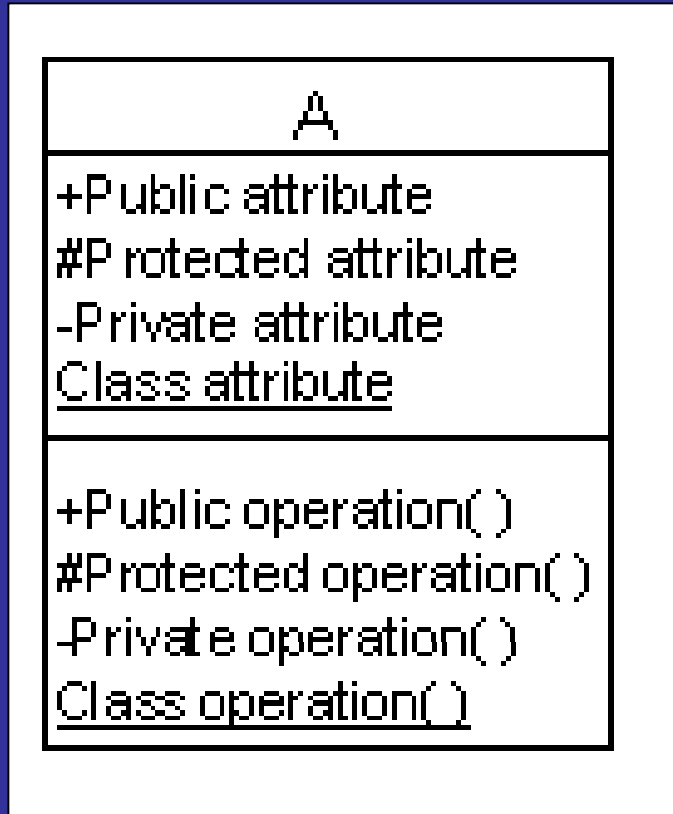 A
+Public attribute
#Protected attribute
-Private attribute
Class attribute
+Public operation( )
#Protected operation( )
-Private operation( )
Class operation( )